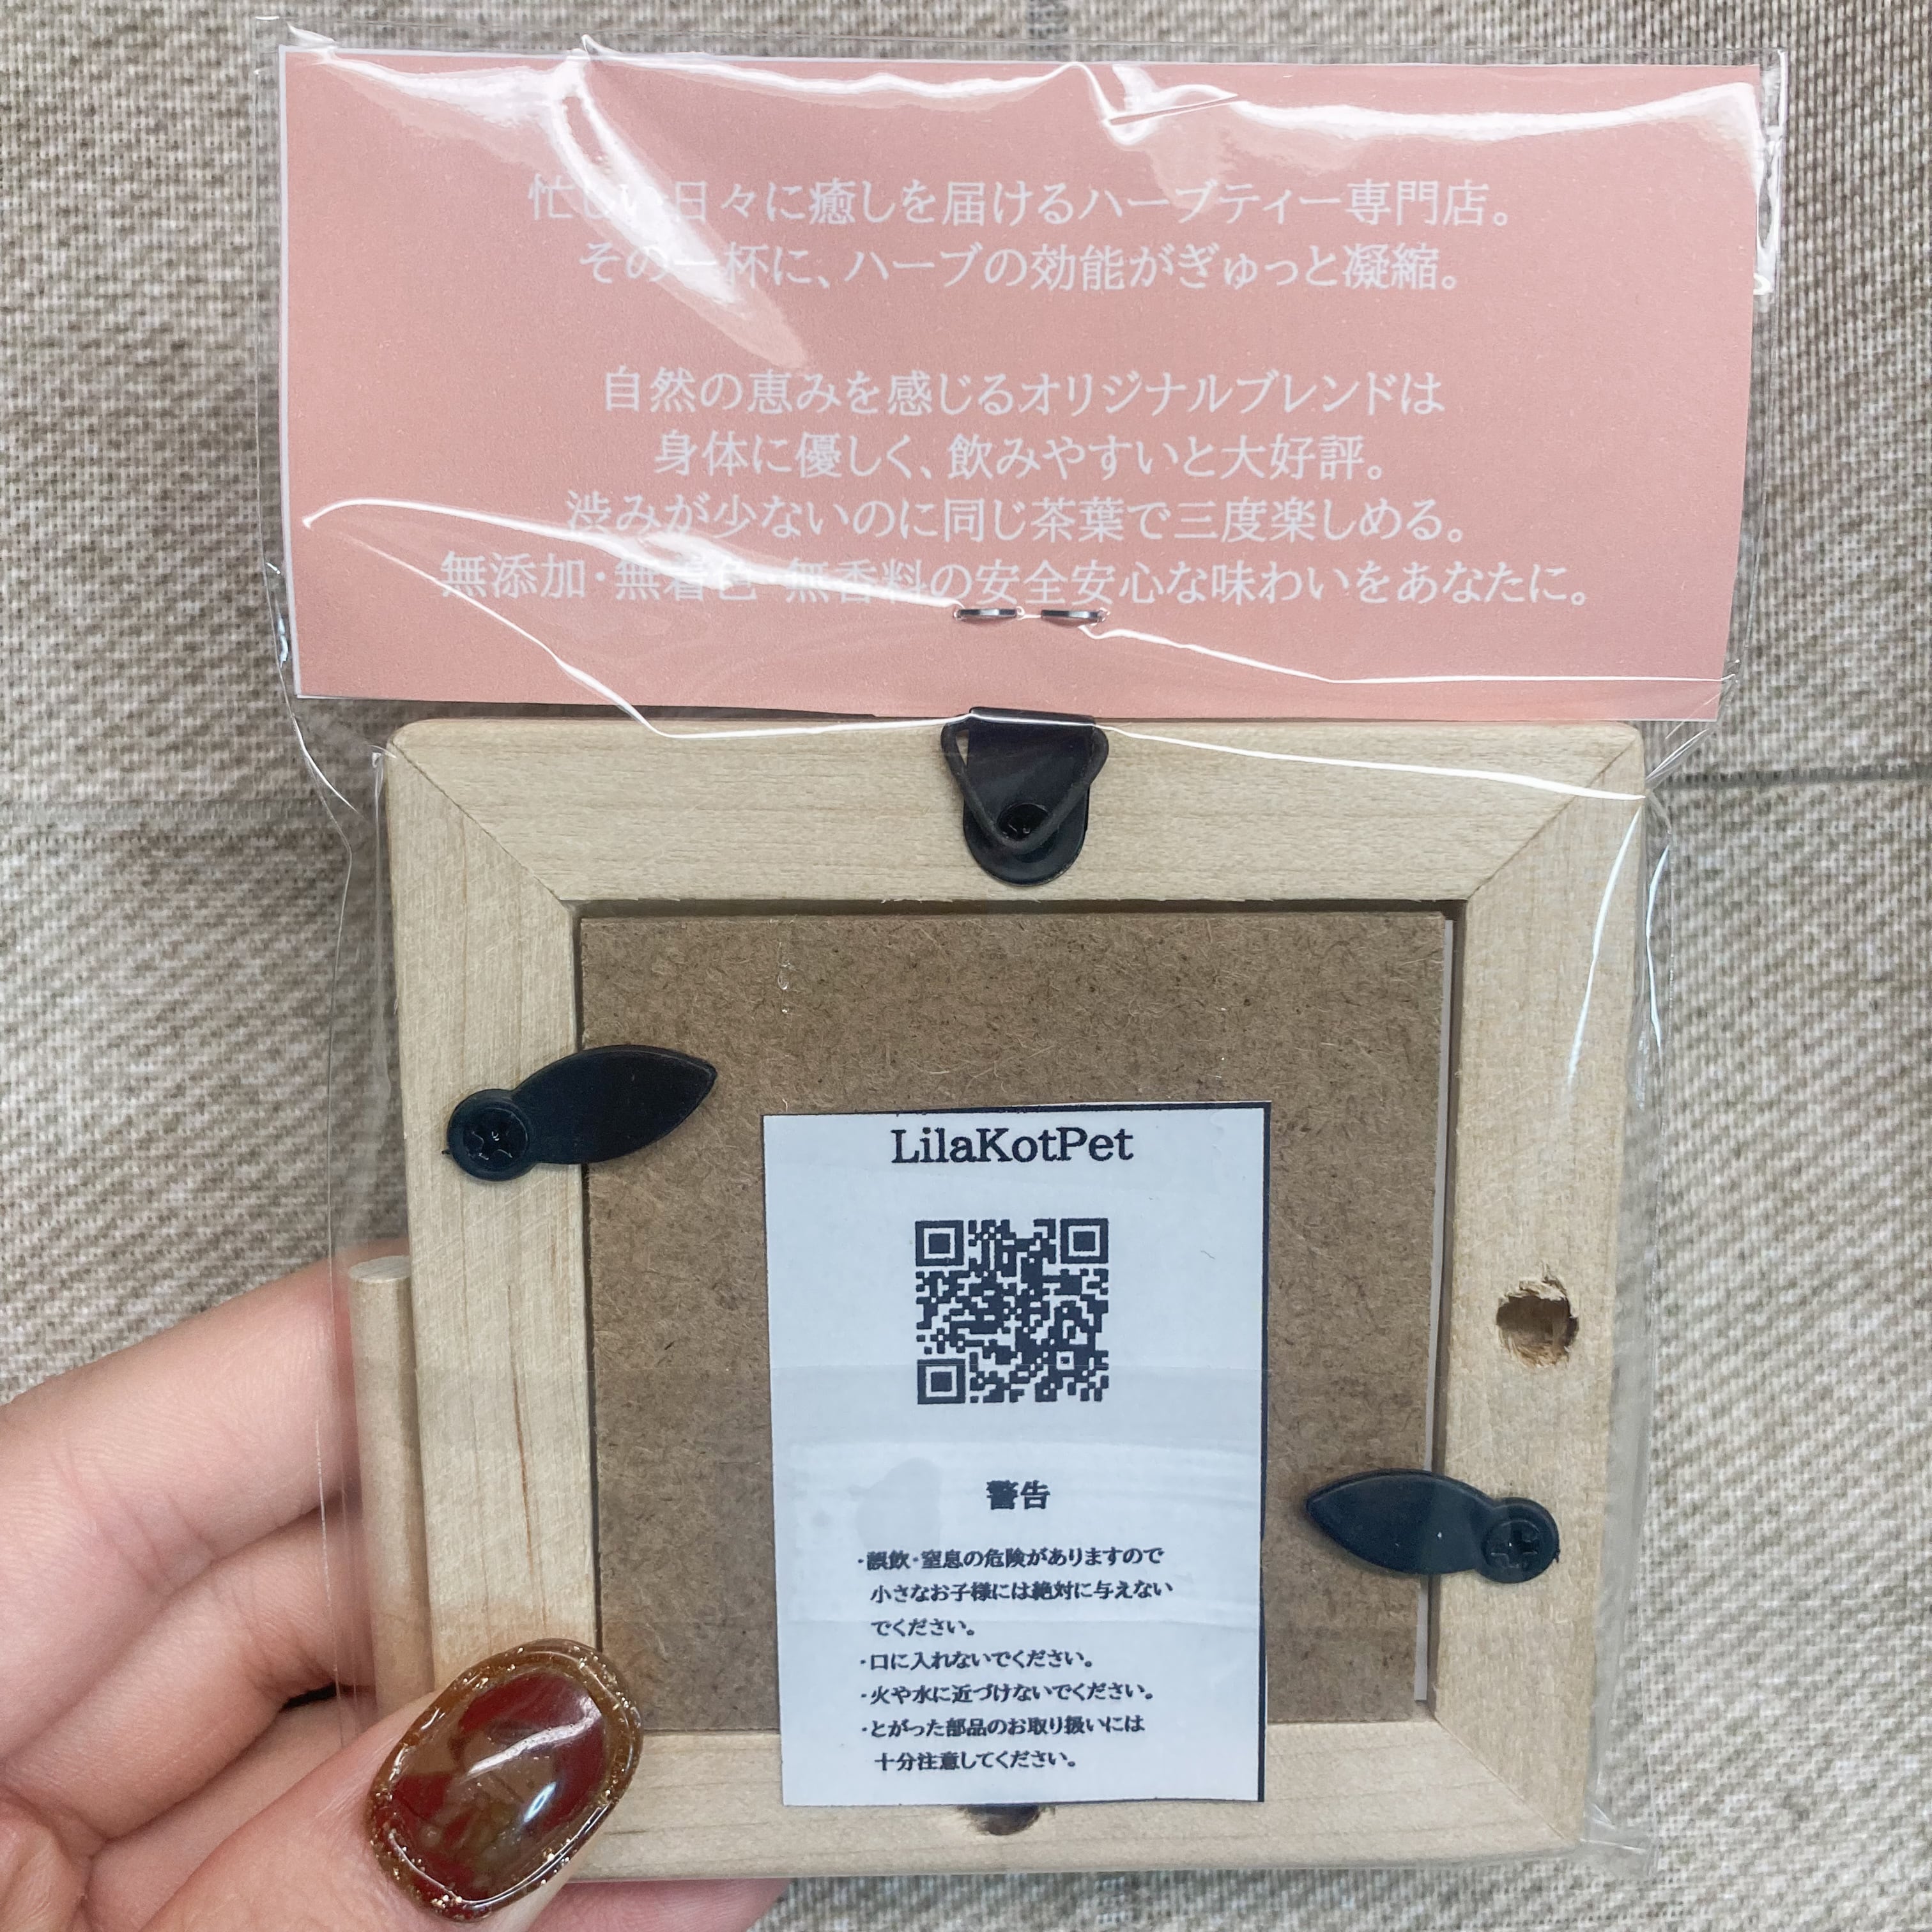 忙しい日々に癒しを届けるハーブティー専門店。
その一杯に、ハーブの効能がぎゅっと凝縮。
自然の恵みを感じるオリジナルブレンドは
身体に優しく、飲みやすいと大好評。
渋みが少ないのに同じ茶葉で三度楽しめる。
無添加・無着色・無香料の安全安心な味わいをあなたに。
LilaKotPet
警告
・誤飲・窒息の危険がありますので
小さなお子様には絶対に与えない
でください。
・口に入れないでください。
・火や水に近づけないでください。
・とがった部品のお取り扱いには
十分注意してください。